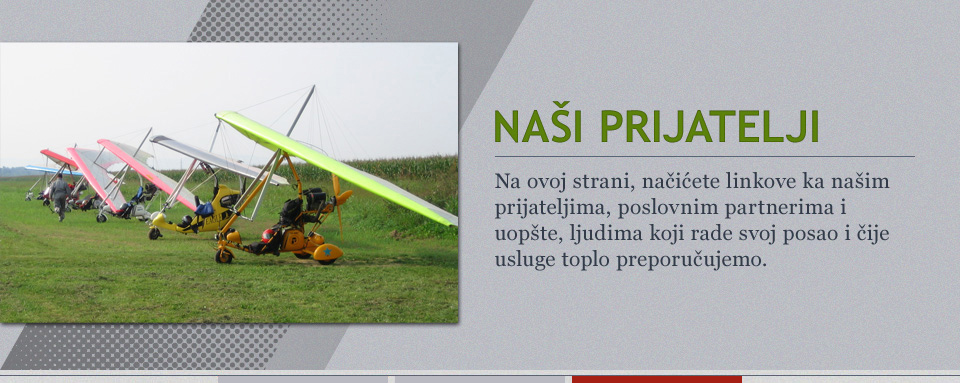 NAŠI PRIJATELJI
Na ovoj strani, načićete linkove ka našim
prijateljima, poslovnim partnerima i
uopšte, ljudima koji rade svoj posao i čije
usluge toplo preporučujemo.